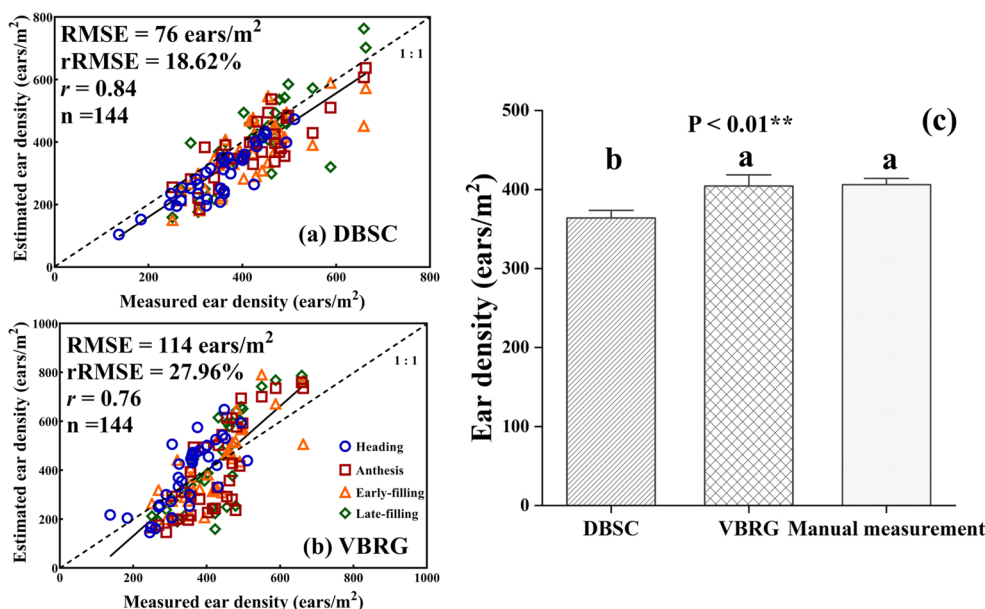 RMSE = 76 ears/m²
rRMSE = 18.62%
r = 0.84
n =144
1 : 1
(a) DBSC
Estimated ear density (ears/m²)
800
600
400
200
0
0 200 400 600 800
Measured ear density (ears/m²)
RMSE = 114 ears/m²
rRMSE = 27.96%
r = 0.76
n =144
1 : 1
Heading
Anthesis
Early-filling
Late-filling
(b) VBRG
Estimated ear density (ears/m²)
1000
800
600
400
200
0
0 200 400 600 800 1000
Measured ear density (ears/m²)
(c)
P < 0.01**
b a a
Ear density (ears/m²)
500
400
300
200
100
0
DBSC VBRG Manual measurement